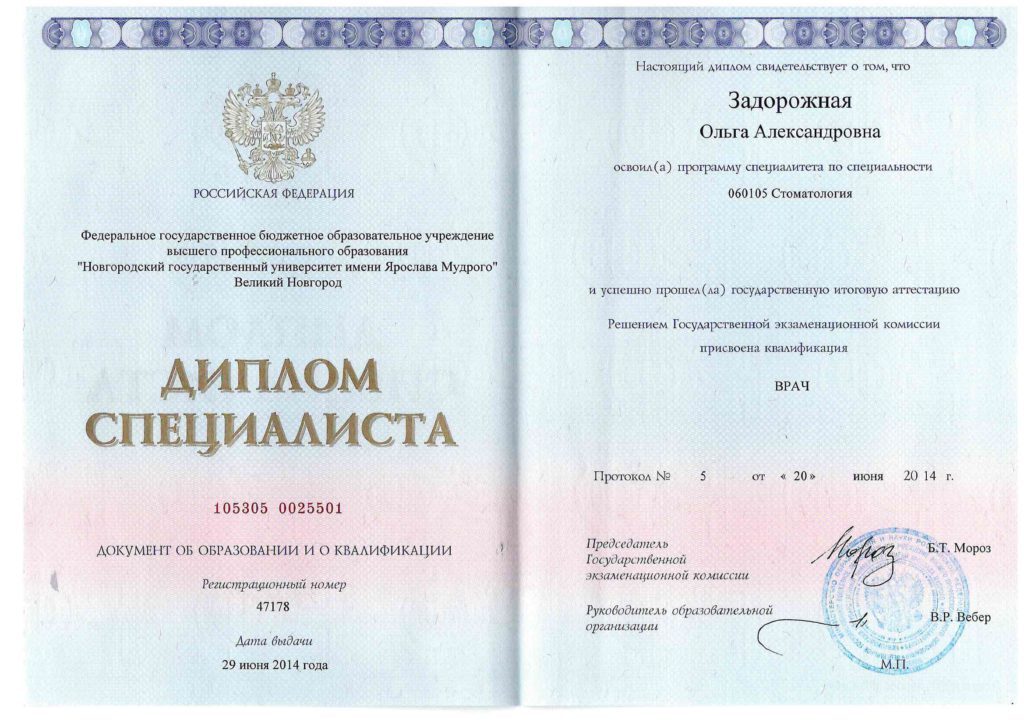 РОССИЙСКАЯ ФЕДЕРАЦИЯ
Федеральное государственное бюджетное образовательное учреждение
высшего профессионального образования
"Новгородский государственный университет имени Ярослава Мудрого"
Великий Новгород
ДИПЛОМ
СПЕЦИАЛИСТА
105305 0025501
ДОКУМЕНТ ОБ ОБРАЗОВАНИИ И О КВАЛИФИКАЦИИ
Регистрационный номер
47178
Дата выдачи
29 июня 2014 года
Настоящий диплом свидетельствует о том, что
Задорожная
Ольга Александровна
освоил(а) программу специалитета по специальности
060105 Стоматология
и успешно прошел(ла) государственную итоговую аттестацию
Решением Государственной экзаменационной комиссии
присвоена квалификация
ВРАЧ
Протокол № 5 от « 20 » июня 20 14 г.
Председатель
Государственной
экзаменационной комиссии
Мороз
Б.Т. Мороз
Руководитель образовательной
организации
В.Р. Вебер
М.П.